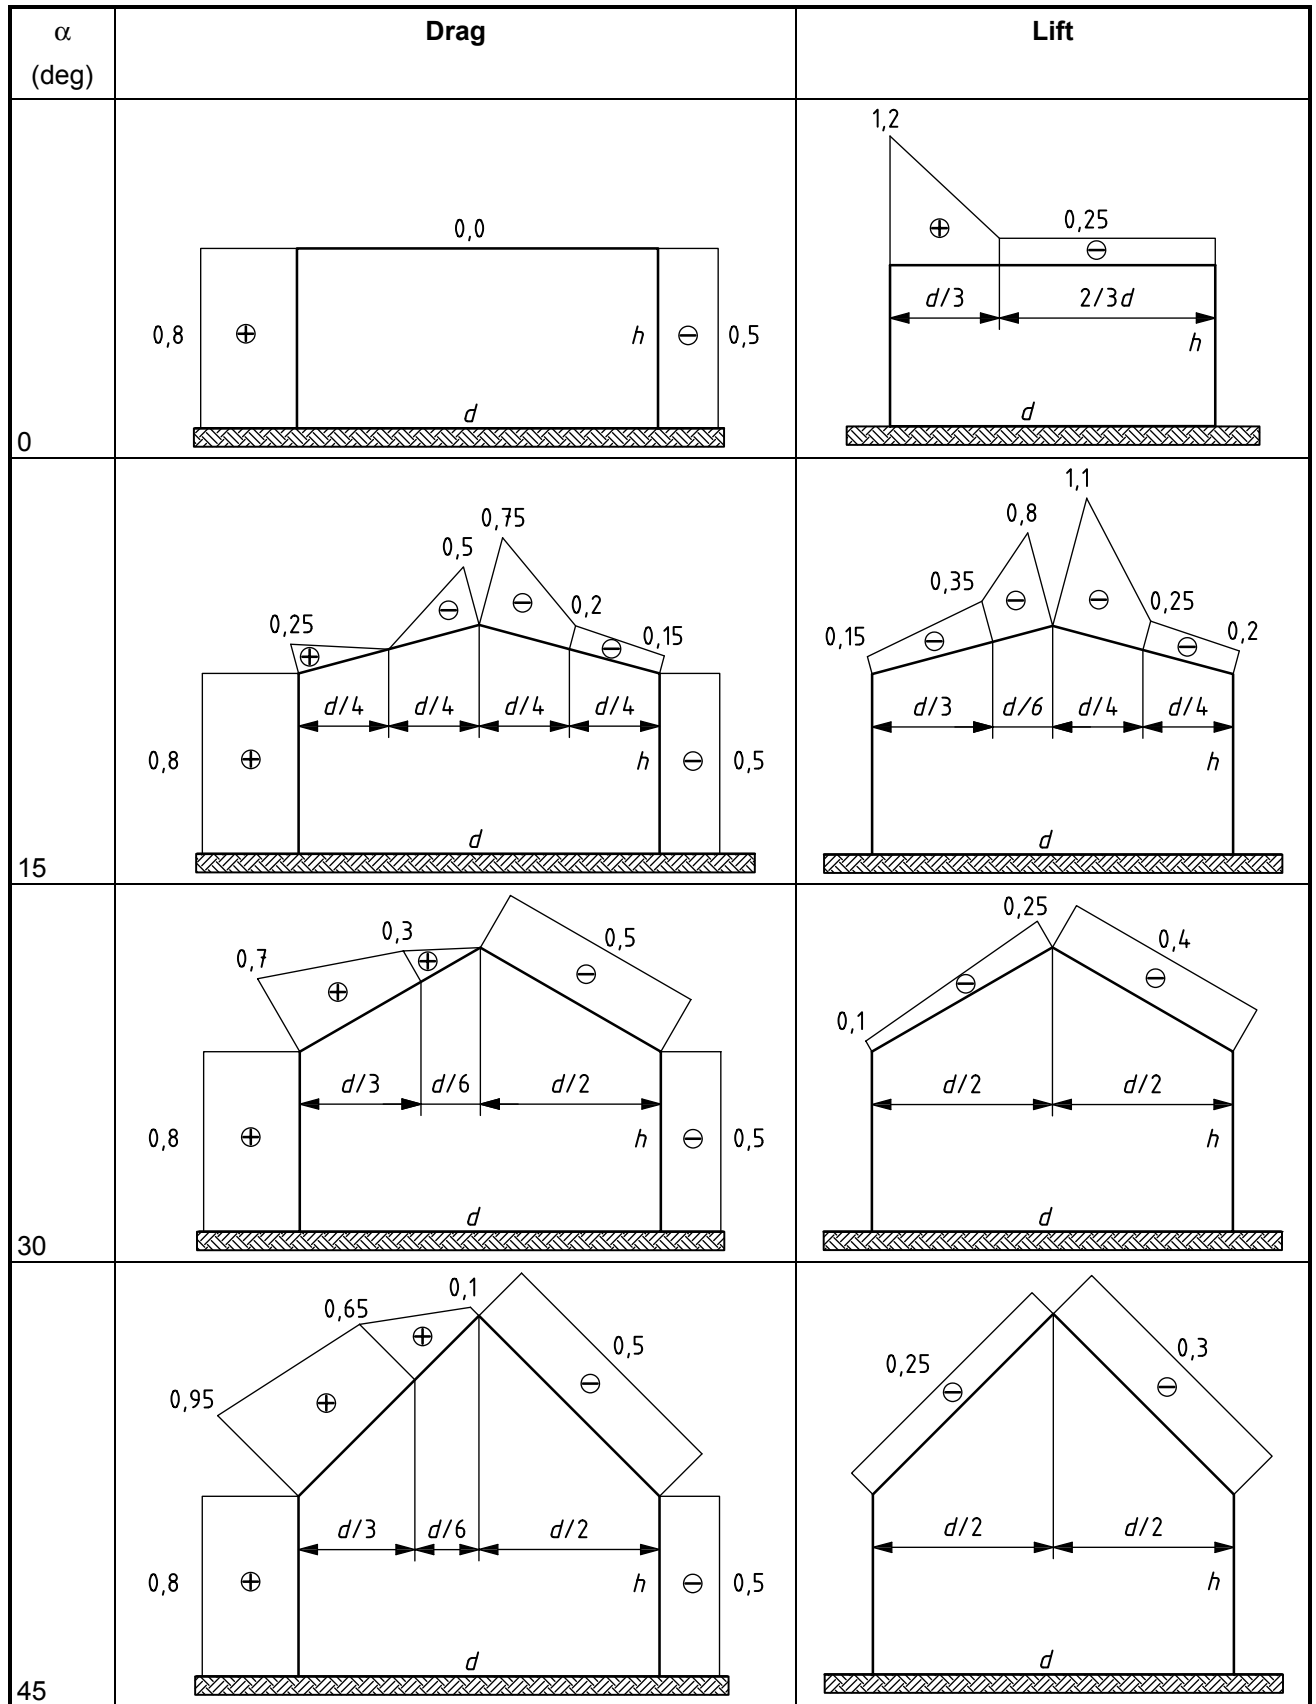 α
(deg)
Drag
Lift
0
0,0
0,8
⊕
h
⊖
0,5
d
1,2
0,25
⊕
⊖
d/3
2/3d
h
d
15
0,75
0,5
0,2
0,25
0,15
⊕
⊖
⊖
⊖
d/4
d/4
d/4
d/4
0,8
⊕
h
⊖
0,5
d
1,1
0,8
0,35
0,25
0,15
0,2
⊖
⊖
⊖
⊖
d/3
d/6
d/4
d/4
h
d
30
0,3
0,5
0,7
⊕
⊕
⊖
d/3
d/6
d/2
0,8
⊕
h
⊖
0,5
d
0,25
0,4
0,1
⊖
⊖
d/2
d/2
h
d
45
0,1
0,65
0,5
0,95
⊕
⊕
⊖
d/3
d/6
d/2
0,8
⊕
h
⊖
0,5
d
0,25
0,3
⊖
⊖
d/2
d/2
h
d